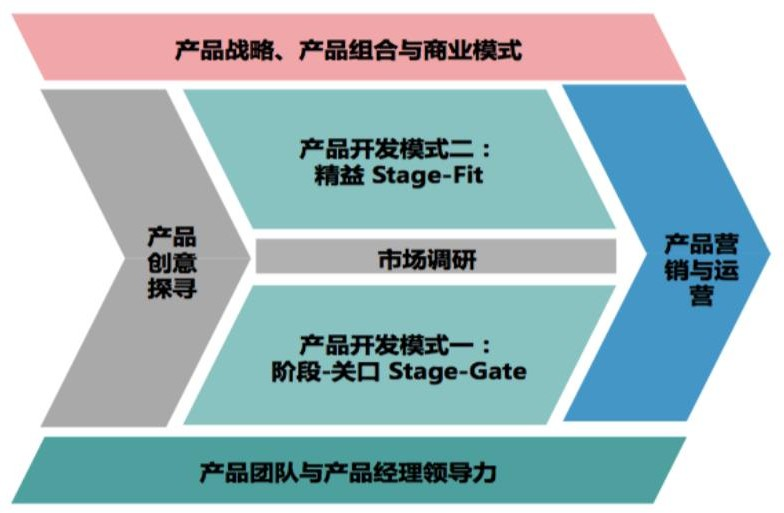 产品战略、产品组合与商业模式
产品
创意
探寻
产品开发模式二：
精益 Stage-Fit
市场调研
产品开发模式一：
阶段-关口 Stage-Gate
产品营
销与运
营
产品团队与产品经理领导力